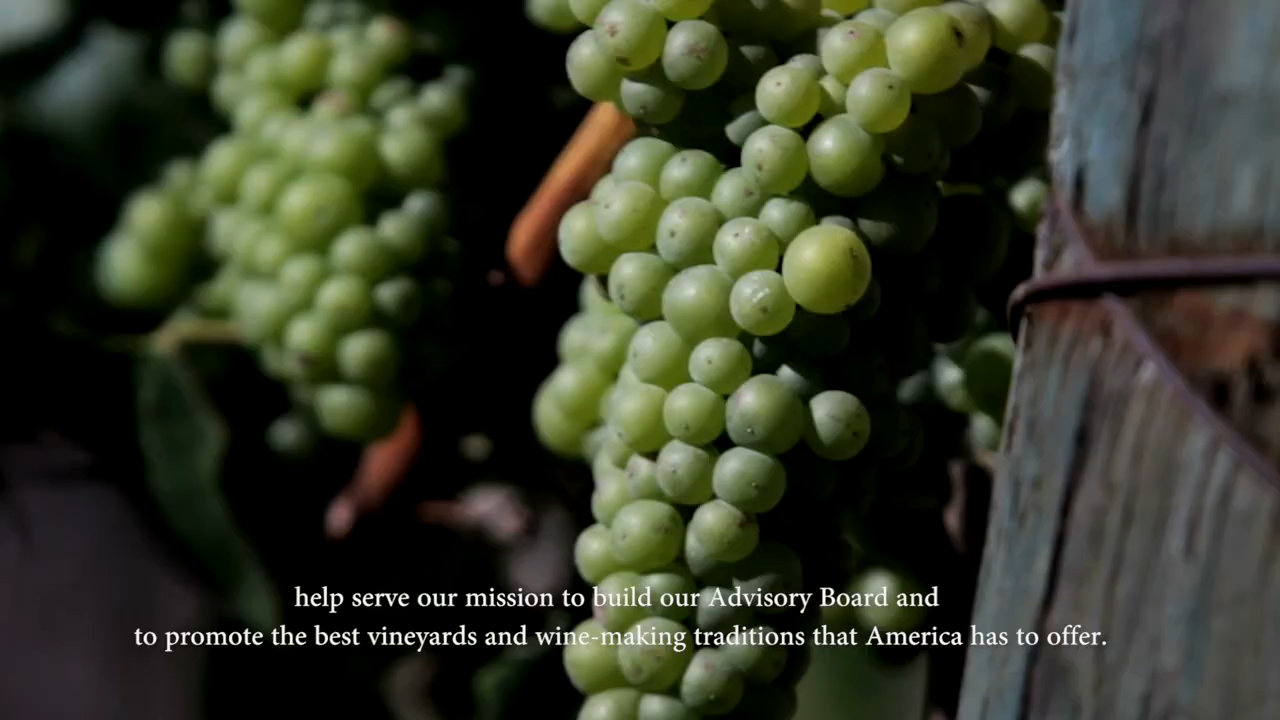 help serve our mission to build our Advisory Board and
to promote the best vineyards and wine-making traditions that America has to offer.